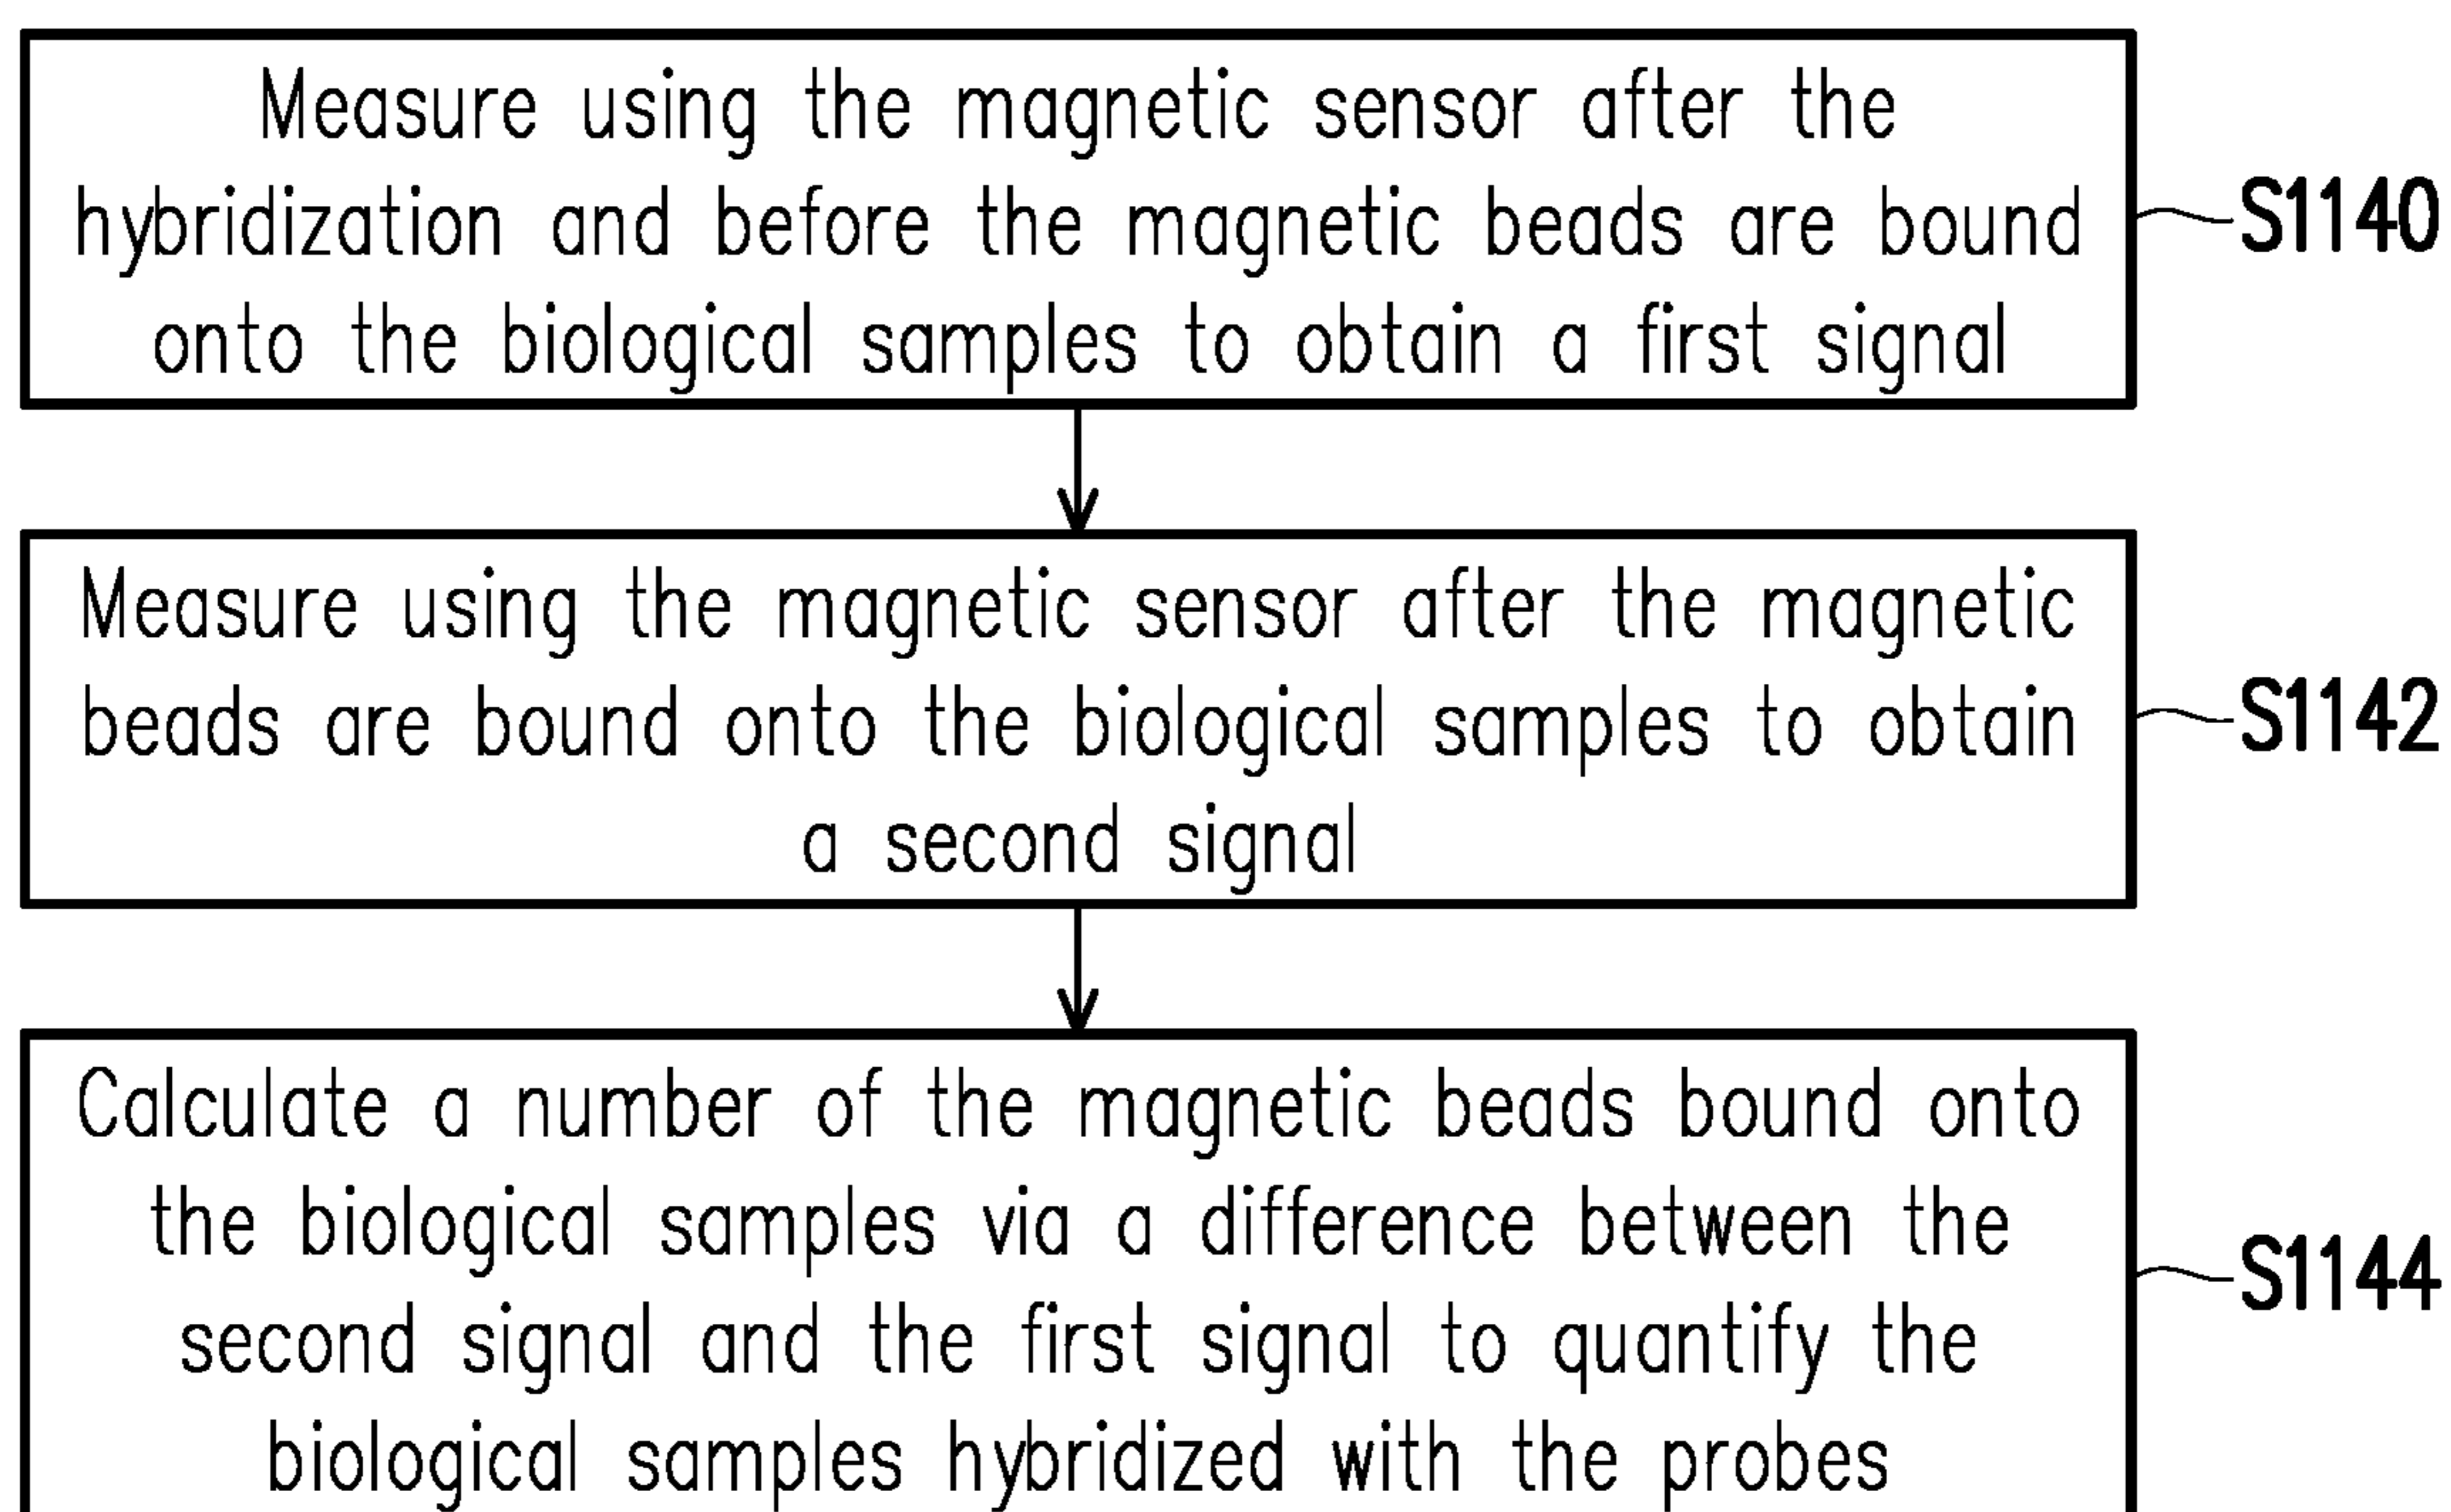 Measure using the magnetic sensor after the
hybridization and before the magnetic beads are bound
onto the biological samples to obtain a first signal
S1140
Measure using the magnetic sensor after the magnetic
beads are bound onto the biological samples to obtain
a second signal
S1142
Calculate a number of the magnetic beads bound onto
the biological samples via a difference between the
second signal and the first signal to quantify the
biological samples hybridized with the probes
S1144